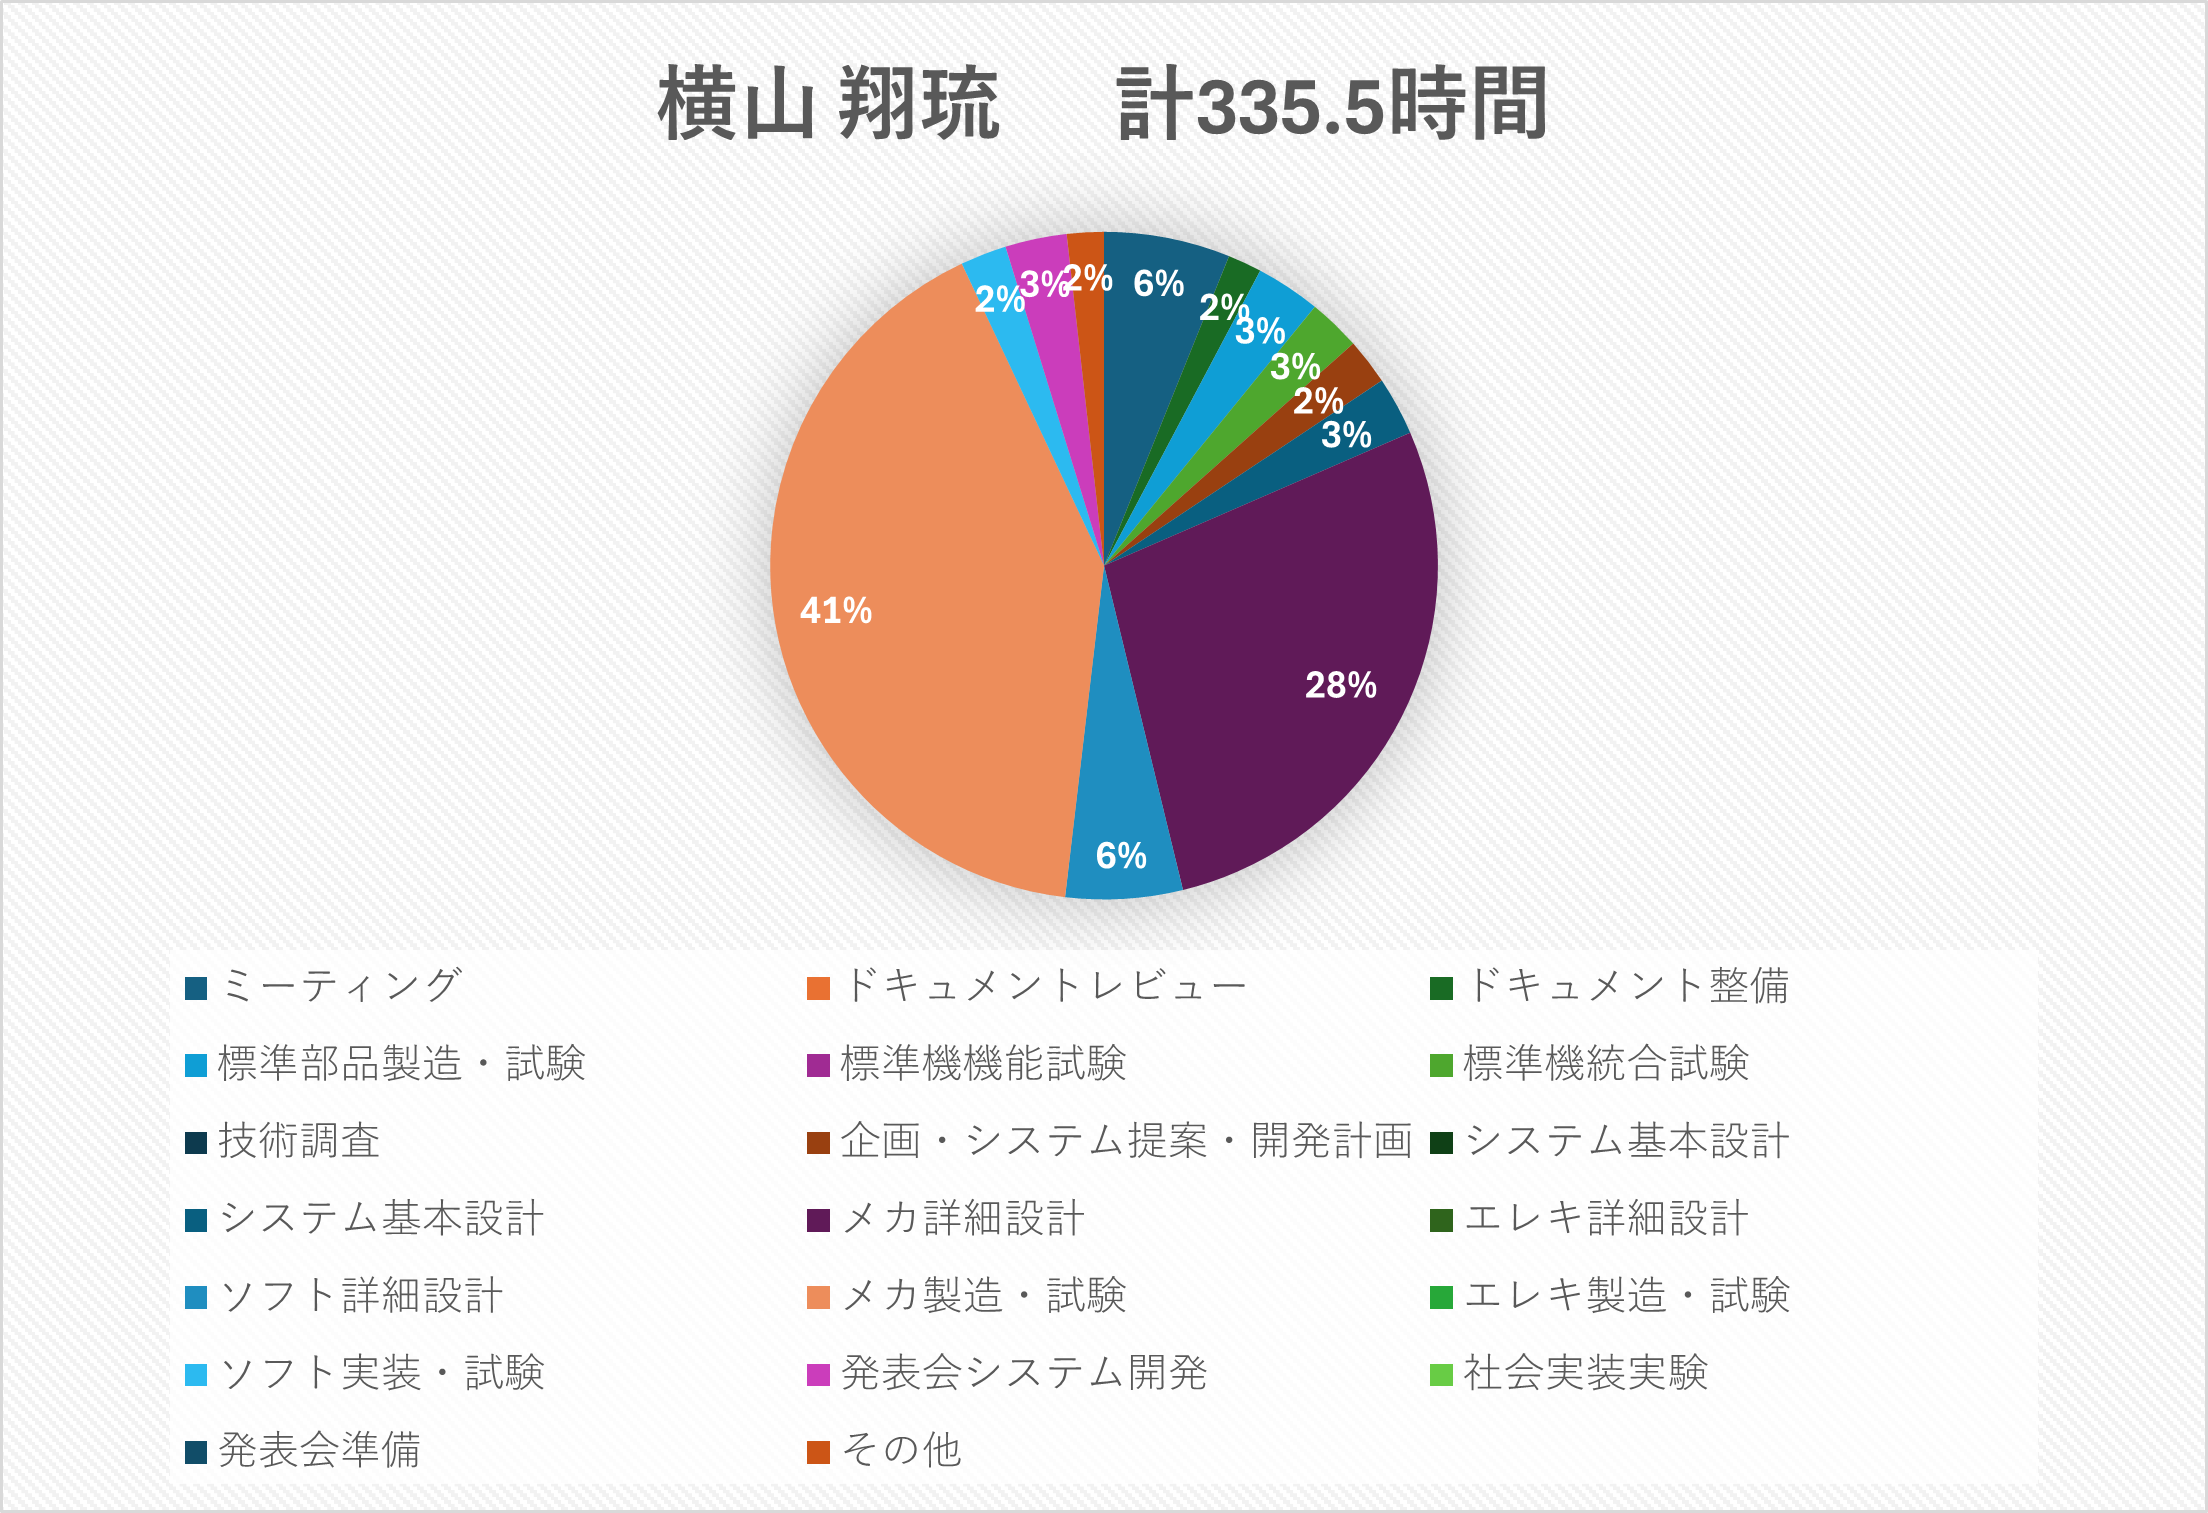 横山 翔琉　計335.5時間
2% 3% 2% 6%
2%
3%
3%
2%
3%
41%
28%
6%
ミーティング ドキュメントレビュー ドキュメント整備
標準部品製造・試験 標準機機能試験 標準機統合試験
技術調査 企画・システム提案・開発計画 システム基本設計
システム基本設計 メカ詳細設計 エレキ詳細設計
ソフト詳細設計 メカ製造・試験 エレキ製造・試験
ソフト実装・試験 発表会システム開発 社会実装実験
発表会準備 その他